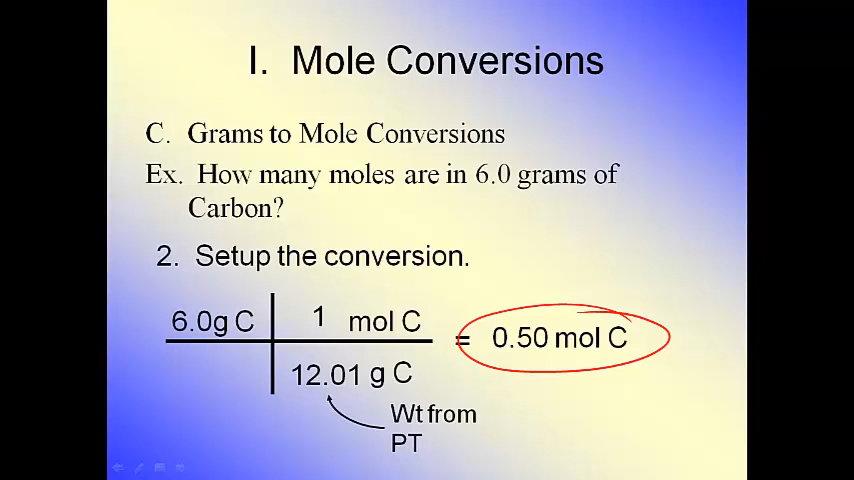 I. Mole Conversions
C. Grams to Mole Conversions
Ex. How many moles are in 6.0 grams of
Carbon?
2. Setup the conversion.
6.0g C 1 mol C
= 0.50 mol C
12.01 g C
Wt from
PT